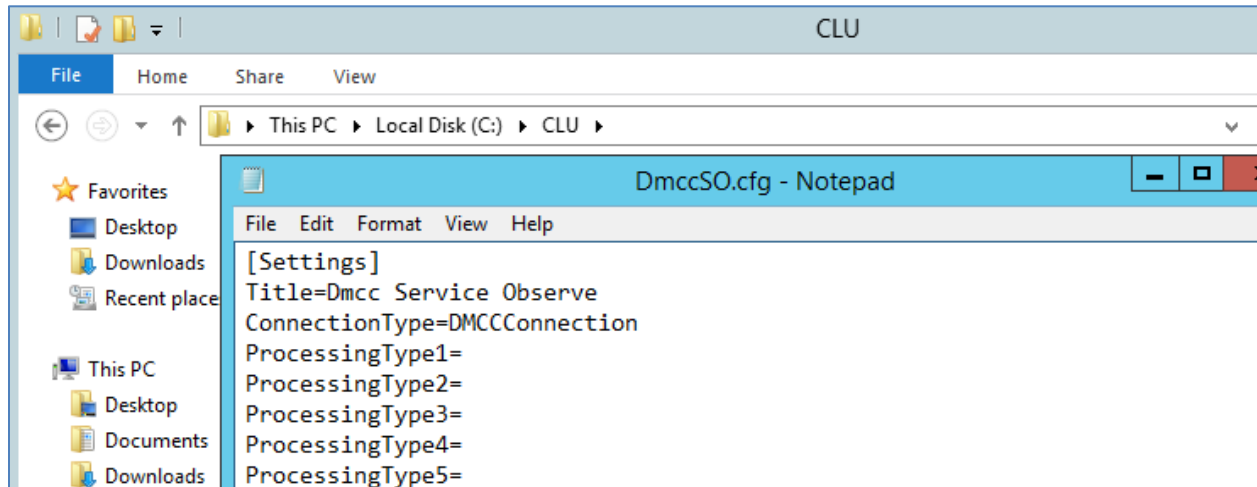 CLU
File Home Share View
This PC Local Disk (C:) CLU
Favorites
Desktop
Downloads
Recent place
This PC
Desktop
Documents
Downloads
DmccSO.cfg - Notepad
File Edit Format View Help
[Settings]
Title=Dmcc Service Observe
ConnectionType=DMCCConnection
ProcessingType1=
ProcessingType2=
ProcessingType3=
ProcessingType4=
ProcessingType5=